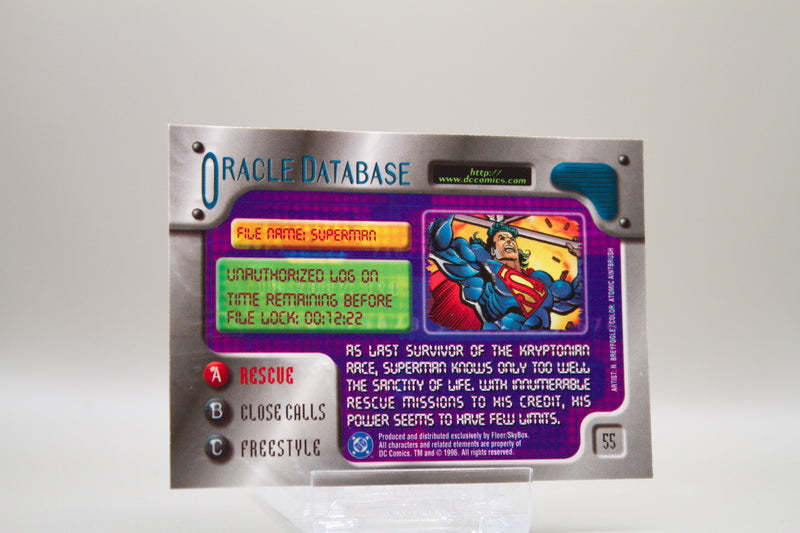 ORACLE DATABASE
http://
www.dccomics.com
FILE NAME: SUPERMAN
UNAUTHORIZED LOG ON
TIME REMAINING BEFORE
FILE LOCK: 00:12:22
A RESCUE
B CLOSE CALLS
C FREESTYLE
AS LAST SURVIVOR OF THE KRYPTONIAN
RACE, SUPERMAN KNOWS ONLY TOO WELL
THE SANCTITY OF LIFE. WITH INNUMERABLE
RESCUE MISSIONS TO HIS CREDIT, HIS
POWER SEEMS TO HAVE FEW LIMITS.
DC
Produced and distributed exclusively by Fleer/SkyBox.
All characters and related elements are property of
DC Comics. TM and © 1996. All rights reserved.
ARTIST: N. BREYFOGLE/COLOR: ATOMIC PAINTBRUSH
55